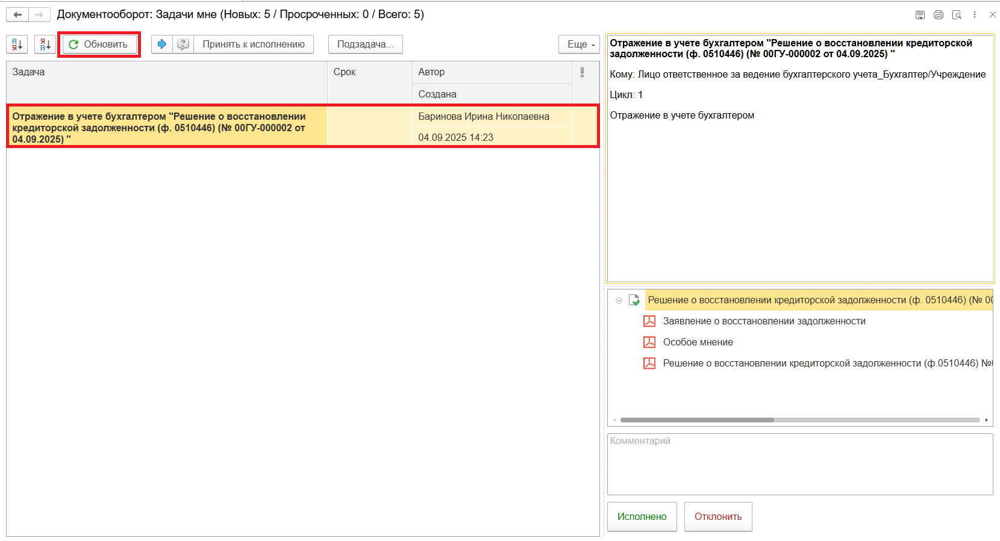 Документооборот: Задачи мне (Новых: 5 / Просроченных: 0 / Всего: 5)
Обновить
Принять к исполнению
Подзадача...
Еще
Задача
Срок
Автор
Создана
Отражение в учете бухгалтером "Решение о восстановлении
кредиторской задолженности (ф. 0510446) (№ 00ГУ-000002 от
04.09.2025) "
Баринова Ирина Николаевна
04.09.2025 14:23
Отражение в учете бухгалтером "Решение о восстановлении кредиторской
задолженности (ф. 0510446) (№ 00ГУ-000002 от 04.09.2025) "
Кому: Лицо ответственное за ведение бухгалтерского учета_Бухгалтер/Учреждение
Цикл: 1
Отражение в учете бухгалтером
Решение о восстановлении кредиторской задолженности (ф. 0510446) (№ 00
Заявление о восстановлении задолженности
Особое мнение
Решение о восстановлении кредиторской задолженности (ф.0510446) №
Комментарий
Исполнено
Отклонить